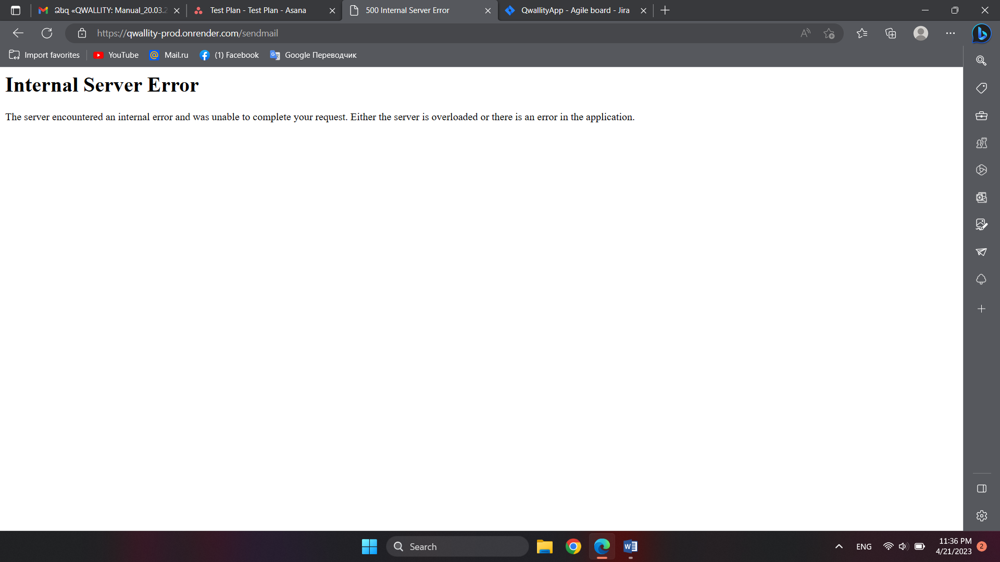 Ձեզ «QWALLITY: Manual_20.03.2
Test Plan - Test Plan - Asana
500 Internal Server Error
QwallityApp - Agile board - Jira
https://qwallity-prod.onrender.com/sendmail
Import favorites
YouTube
Mail.ru
(1) Facebook
Google Переводчик
Internal Server Error
The server encountered an internal error and was unable to complete your request. Either the server is overloaded or there is an error in the application.
Search
ENG
11:36 PM
4/21/2023
2